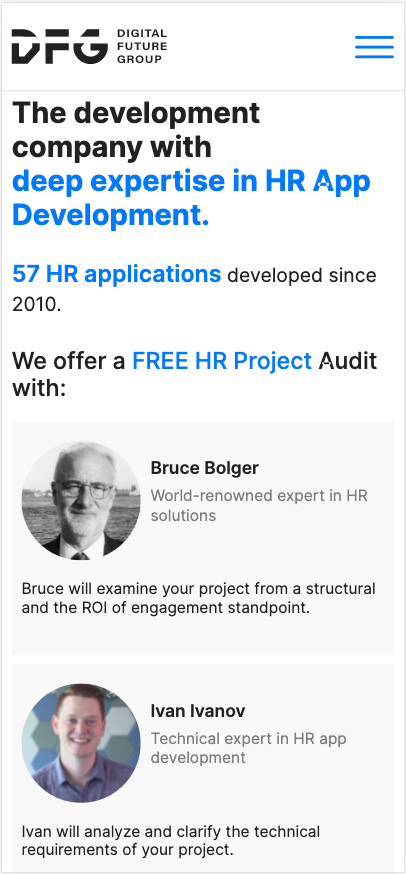 DFG DIGITAL
FUTURE
GROUP
The development
company with
deep expertise in HR App
Development.
57 HR applications developed since
2010.
We offer a FREE HR Project Audit
with:
Bruce Bolger
World-renowned expert in HR
solutions
Bruce will examine your project from a structural
and the ROI of engagement standpoint.
Ivan Ivanov
Technical expert in HR app
development
Ivan will analyze and clarify the technical
requirements of your project.